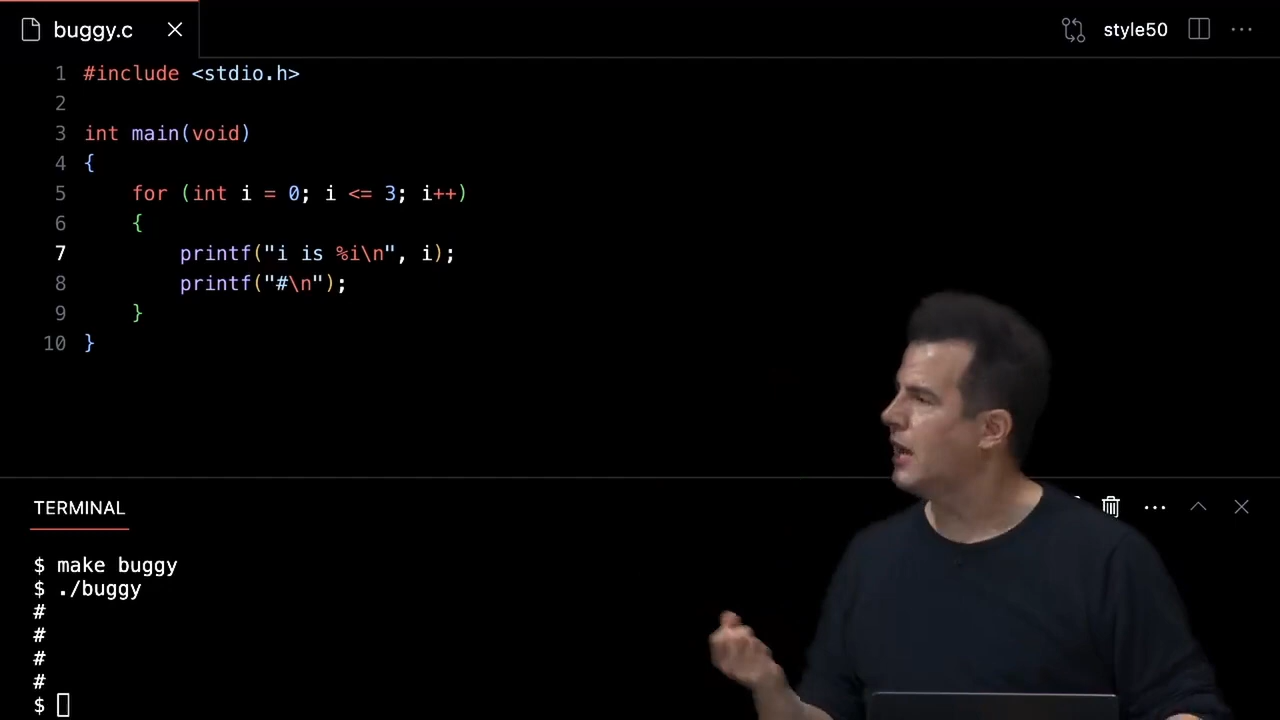 buggy.c
style50
1 #include <stdio.h>
2
3 int main(void)
4 {
5     for (int i = 0; i <= 3; i++)
6     {
7         printf("i is %i\n", i);
8         printf("#\n");
9     }
10 }
TERMINAL
$ make buggy
$ ./buggy
#
#
#
#
$